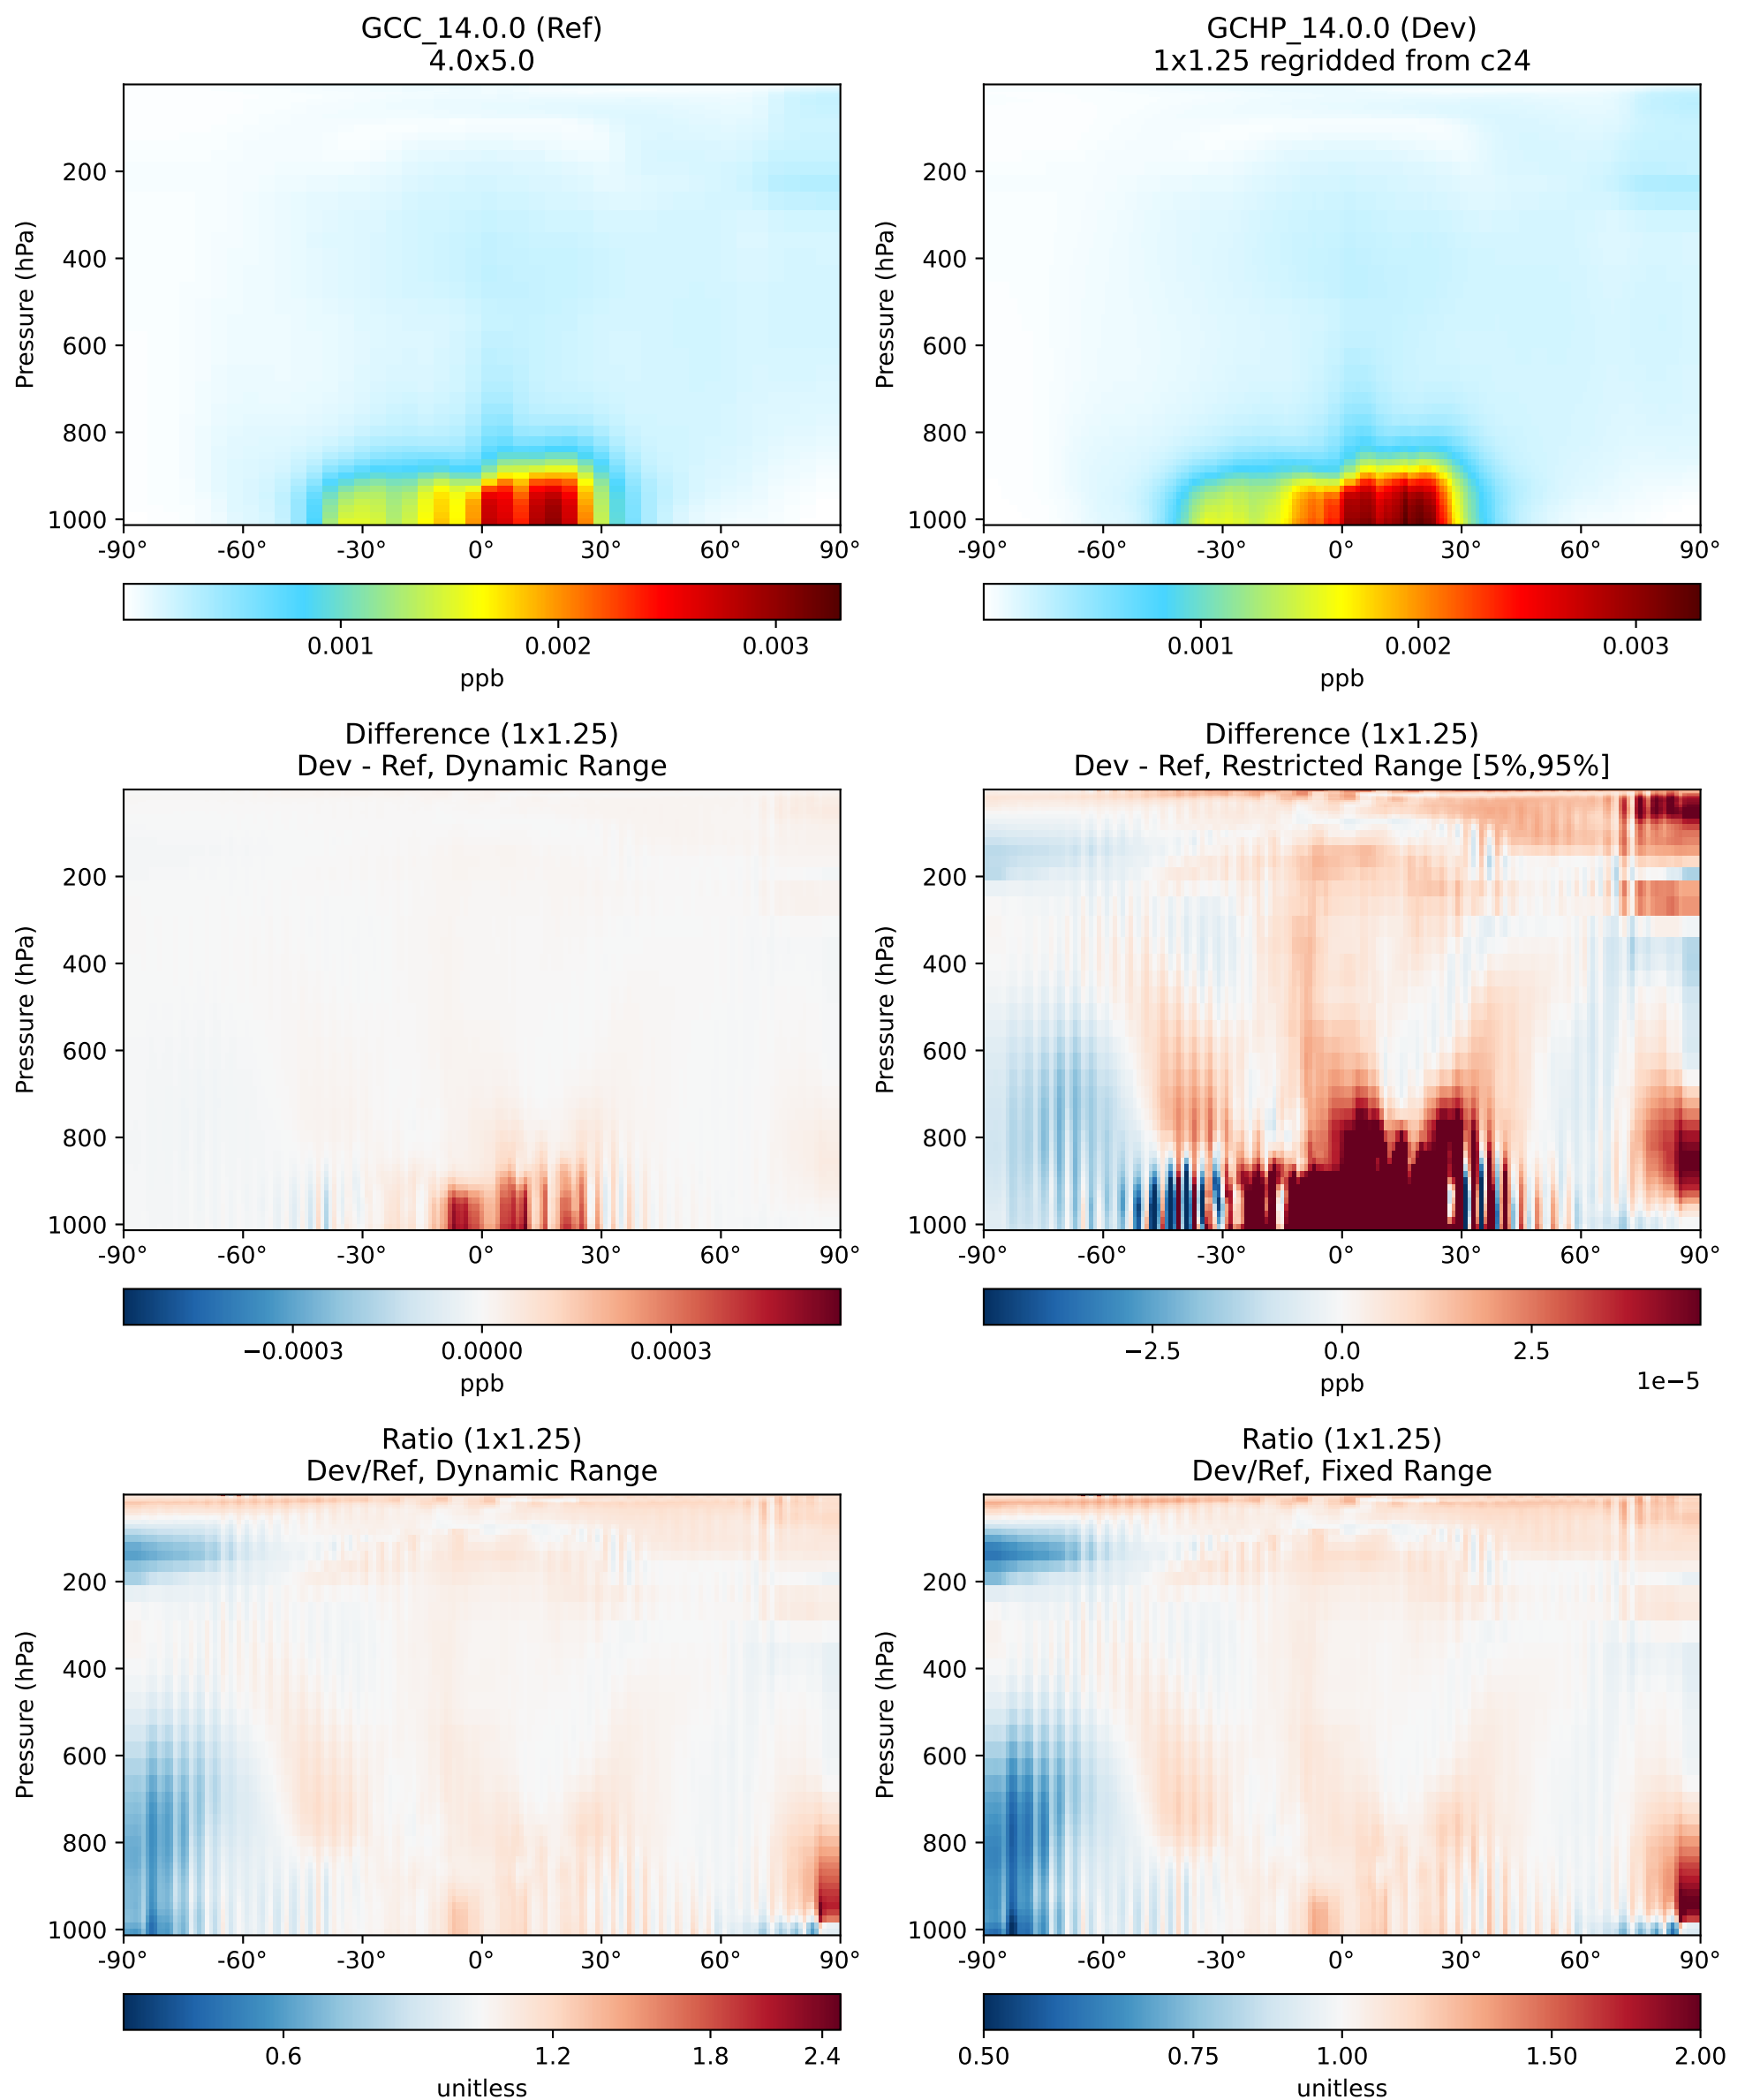 GCC_14.0.0 (Ref)
4.0x5.0
Pressure (hPa)
200
400
600
800
1000
-90° -60° -30° 0° 30° 60° 90°
0.001 0.002 0.003
ppb
GCHP_14.0.0 (Dev)
1x1.25 regridded from c24
Pressure (hPa)
200
400
600
800
1000
-90° -60° -30° 0° 30° 60° 90°
0.001 0.002 0.003
ppb
Difference (1x1.25)
Dev - Ref, Dynamic Range
Pressure (hPa)
200
400
600
800
1000
-90° -60° -30° 0° 30° 60° 90°
−0.0003 0.0000 0.0003
ppb
Difference (1x1.25)
Dev - Ref, Restricted Range [5%,95%]
Pressure (hPa)
200
400
600
800
1000
-90° -60° -30° 0° 30° 60° 90°
−2.5 0.0 2.5
ppb
1e−5
Ratio (1x1.25)
Dev/Ref, Dynamic Range
Pressure (hPa)
200
400
600
800
1000
-90° -60° -30° 0° 30° 60° 90°
0.6 1.2 1.8 2.4
unitless
Ratio (1x1.25)
Dev/Ref, Fixed Range
Pressure (hPa)
200
400
600
800
1000
-90° -60° -30° 0° 30° 60° 90°
0.50 0.75 1.00 1.50 2.00
unitless